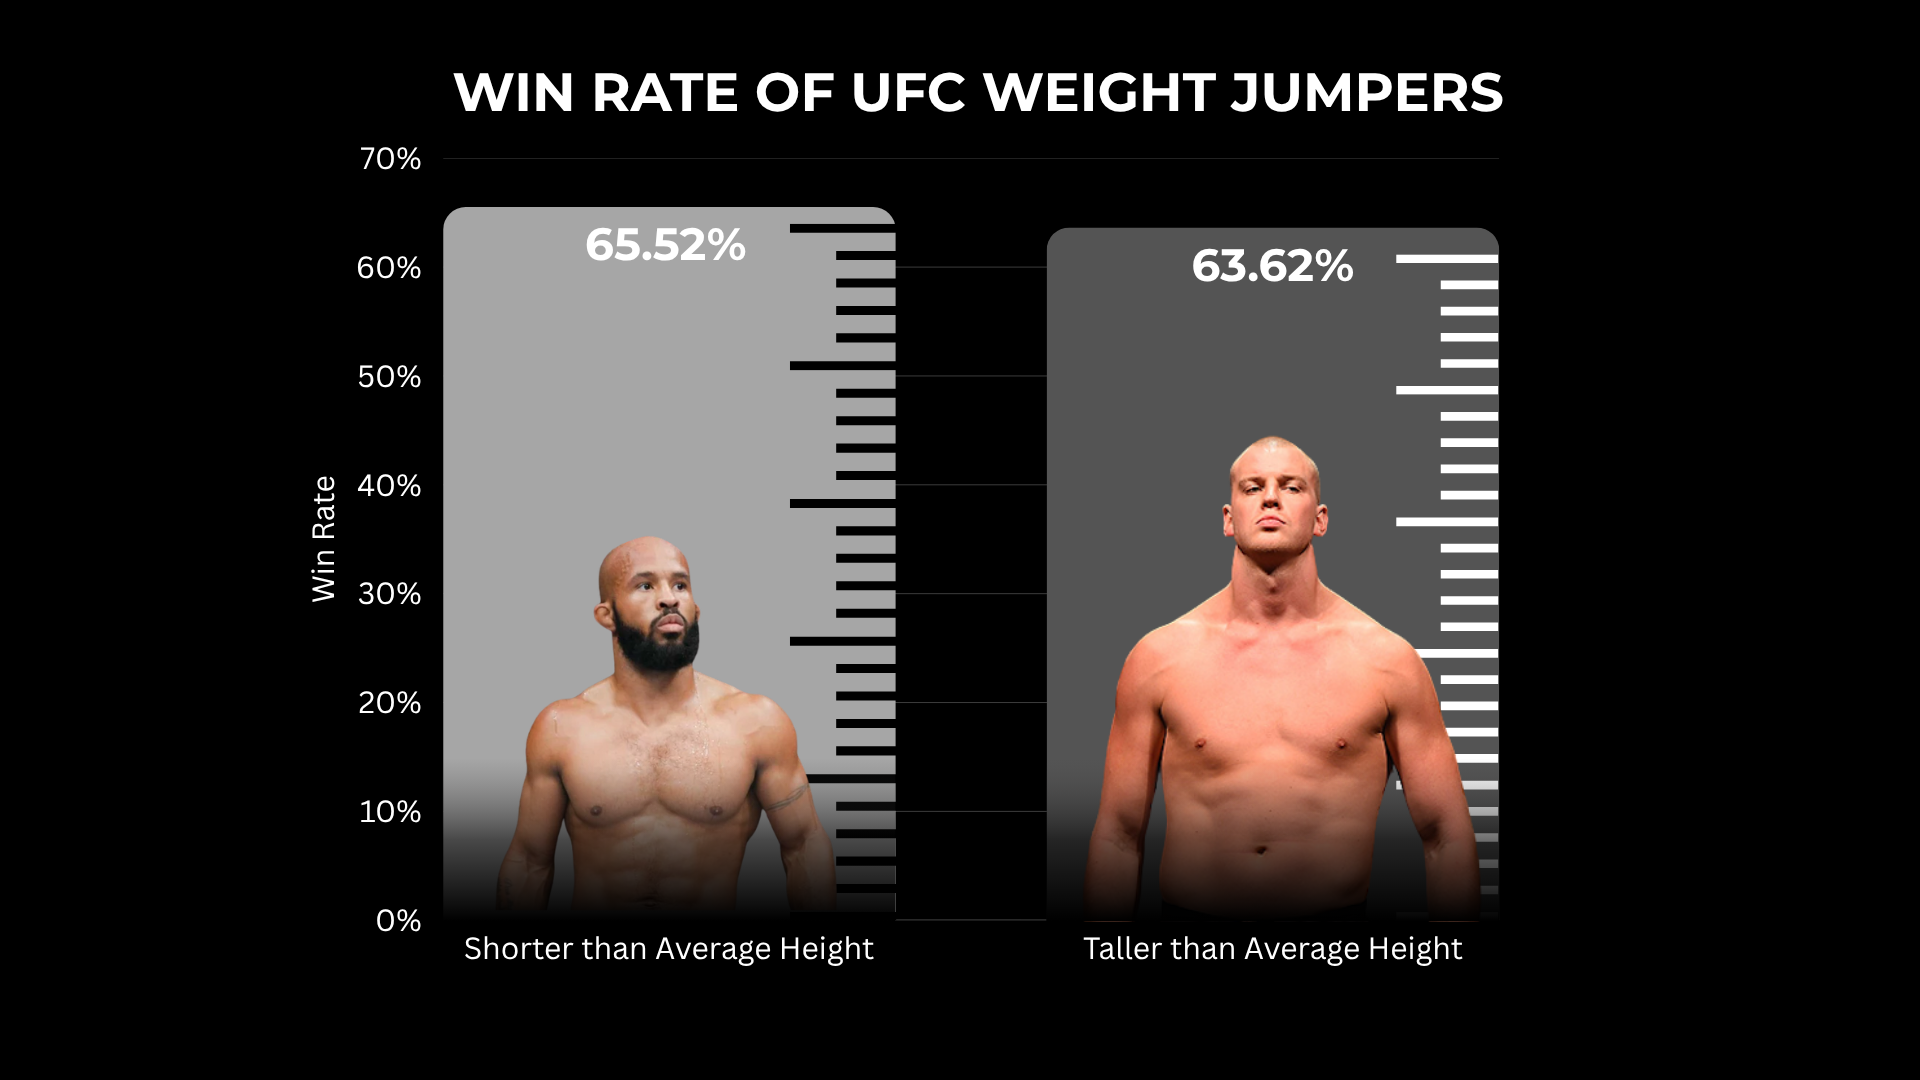 WIN RATE OF UFC WEIGHT JUMPERS
70%
65.52%
63.62%
60%
50%
40%
Win Rate
30%
20%
10%
0%
Shorter than Average Height
Taller than Average Height